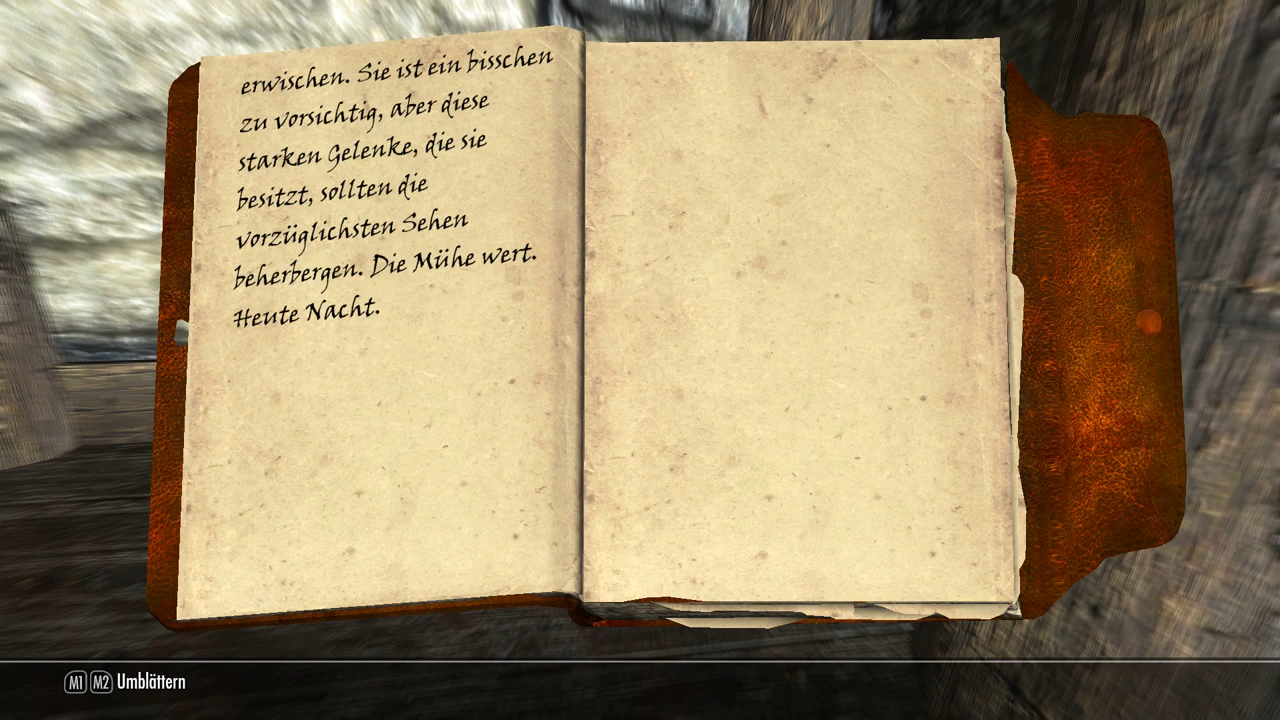 erwischen. Sie ist ein bisschen
zu vorsichtig, aber diese
starken Gelenke, die sie
besitzt, sollten die
vorzüglichsten Sehen
beherbergen. Die Mühe wert.
Heute Nacht.
M1 M2 Umblättern